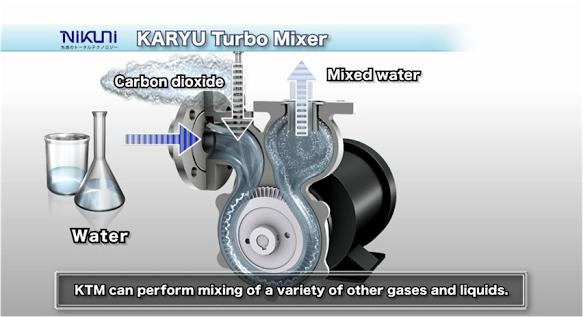 NIKUNI
KARYU Turbo Mixer
Carbon dioxide
Mixed water
Water
KTM can perform mixing of a variety of other gases and liquids.